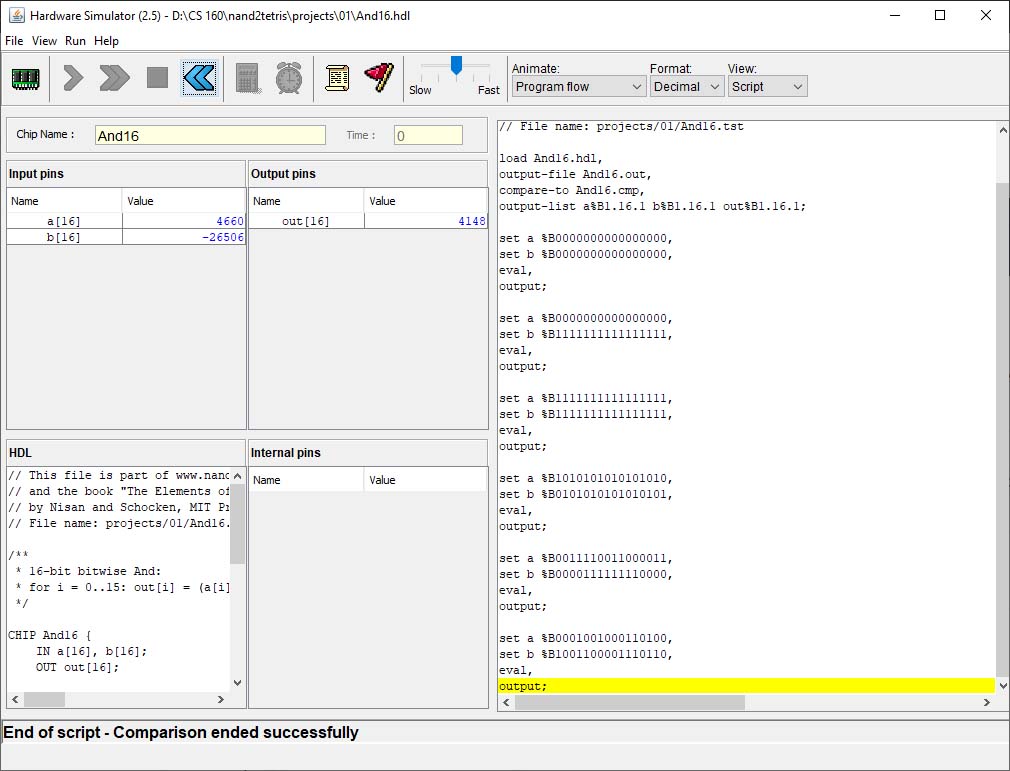 Hardware Simulator (2.5) - D:\CS 160\nand2tetris\projects\01\And16.hdl
File View Run Help
Slow Fast
Animate: Format: View:
Program flow Decimal Script
Chip Name : And16 Time : 0
Input pins
Name Value
a[16] 4660
b[16] -26506
Output pins
Name Value
out[16] 4148
HDL
// This file is part of www.nand
// and the book "The Elements of
// by Nisan and Schocken, MIT Pr
// File name: projects/01/And16.
/**
* 16-bit bitwise And:
* for i = 0..15: out[i] = (a[i]
*/
CHIP And16 {
IN a[16], b[16];
OUT out[16];
Internal pins
Name Value
// File name: projects/01/And16.tst
load And16.hdl,
output-file And16.out,
compare-to And16.cmp,
output-list a%B1.16.1 b%B1.16.1 out%B1.16.1;
set a %B0000000000000000,
set b %B0000000000000000,
eval,
output;
set a %B0000000000000000,
set b %B1111111111111111,
eval,
output;
set a %B1111111111111111,
set b %B1111111111111111,
eval,
output;
set a %B1010101010101010,
set b %B0101010101010101,
eval,
output;
set a %B0011110011000011,
set b %B0000111111110000,
eval,
output;
set a %B0001001000110100,
set b %B1001100001110110,
eval,
output;
End of script - Comparison ended successfully